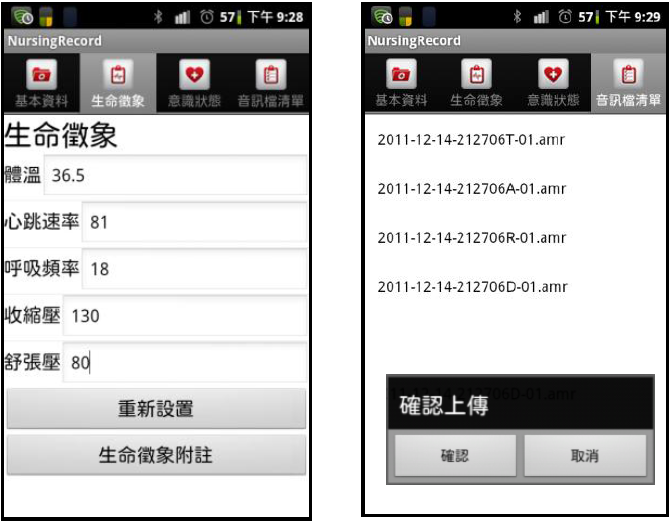 57 下午 9:28
NursingRecord
基本資料 生命徵象 意識狀態 音訊檔清單
生命徵象
體溫 36.5
心跳速率 81
呼吸頻率 18
收縮壓 130
舒張壓 80
重新設置
生命徵象附註
57 下午 9:29
NursingRecord
基本資料 生命徵象 意識狀態 音訊檔清單
2011-12-14-212706T-01.amr
2011-12-14-212706A-01.amr
2011-12-14-212706R-01.amr
2011-12-14-212706D-01.amr
確認上傳
確認 取消